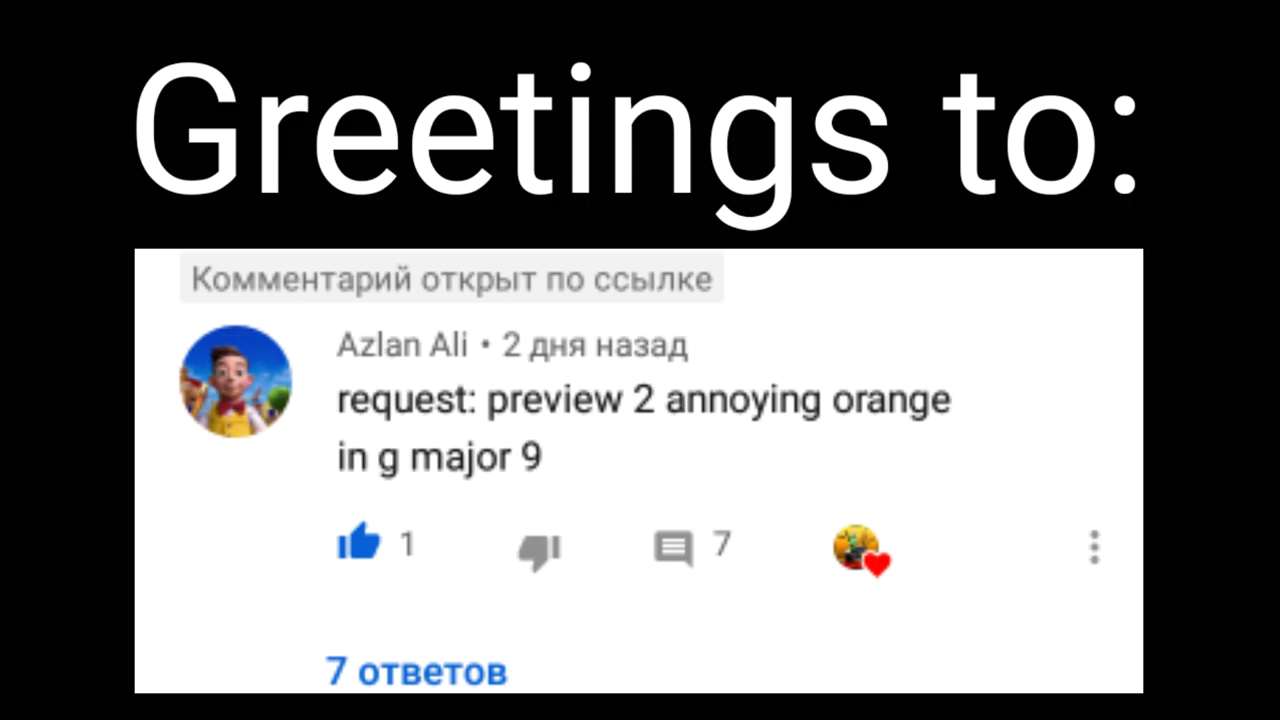 Greetings to:
Комментарий открыт по ссылке
Azlan Ali • 2 дня назад
request: preview 2 annoying orange
in g major 9
1 7
7 ответов